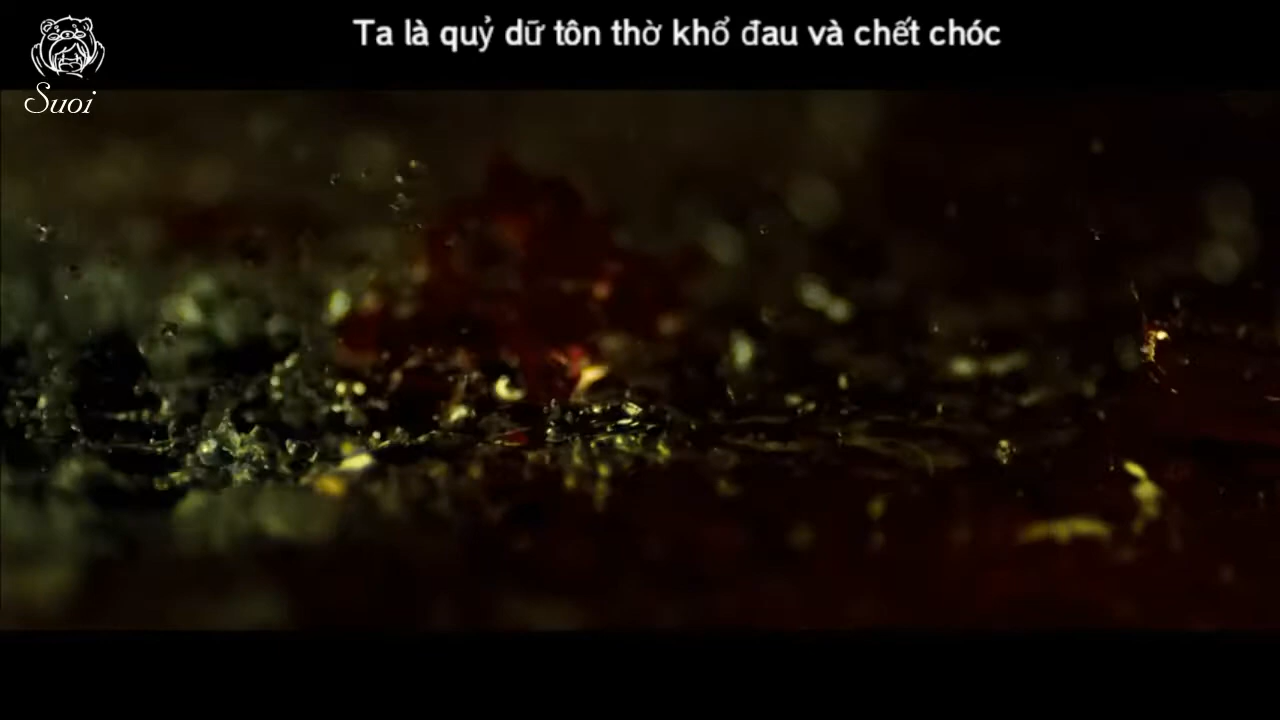 Ta là quỷ dữ tôn thờ khổ đau và chết chóc
Suoi